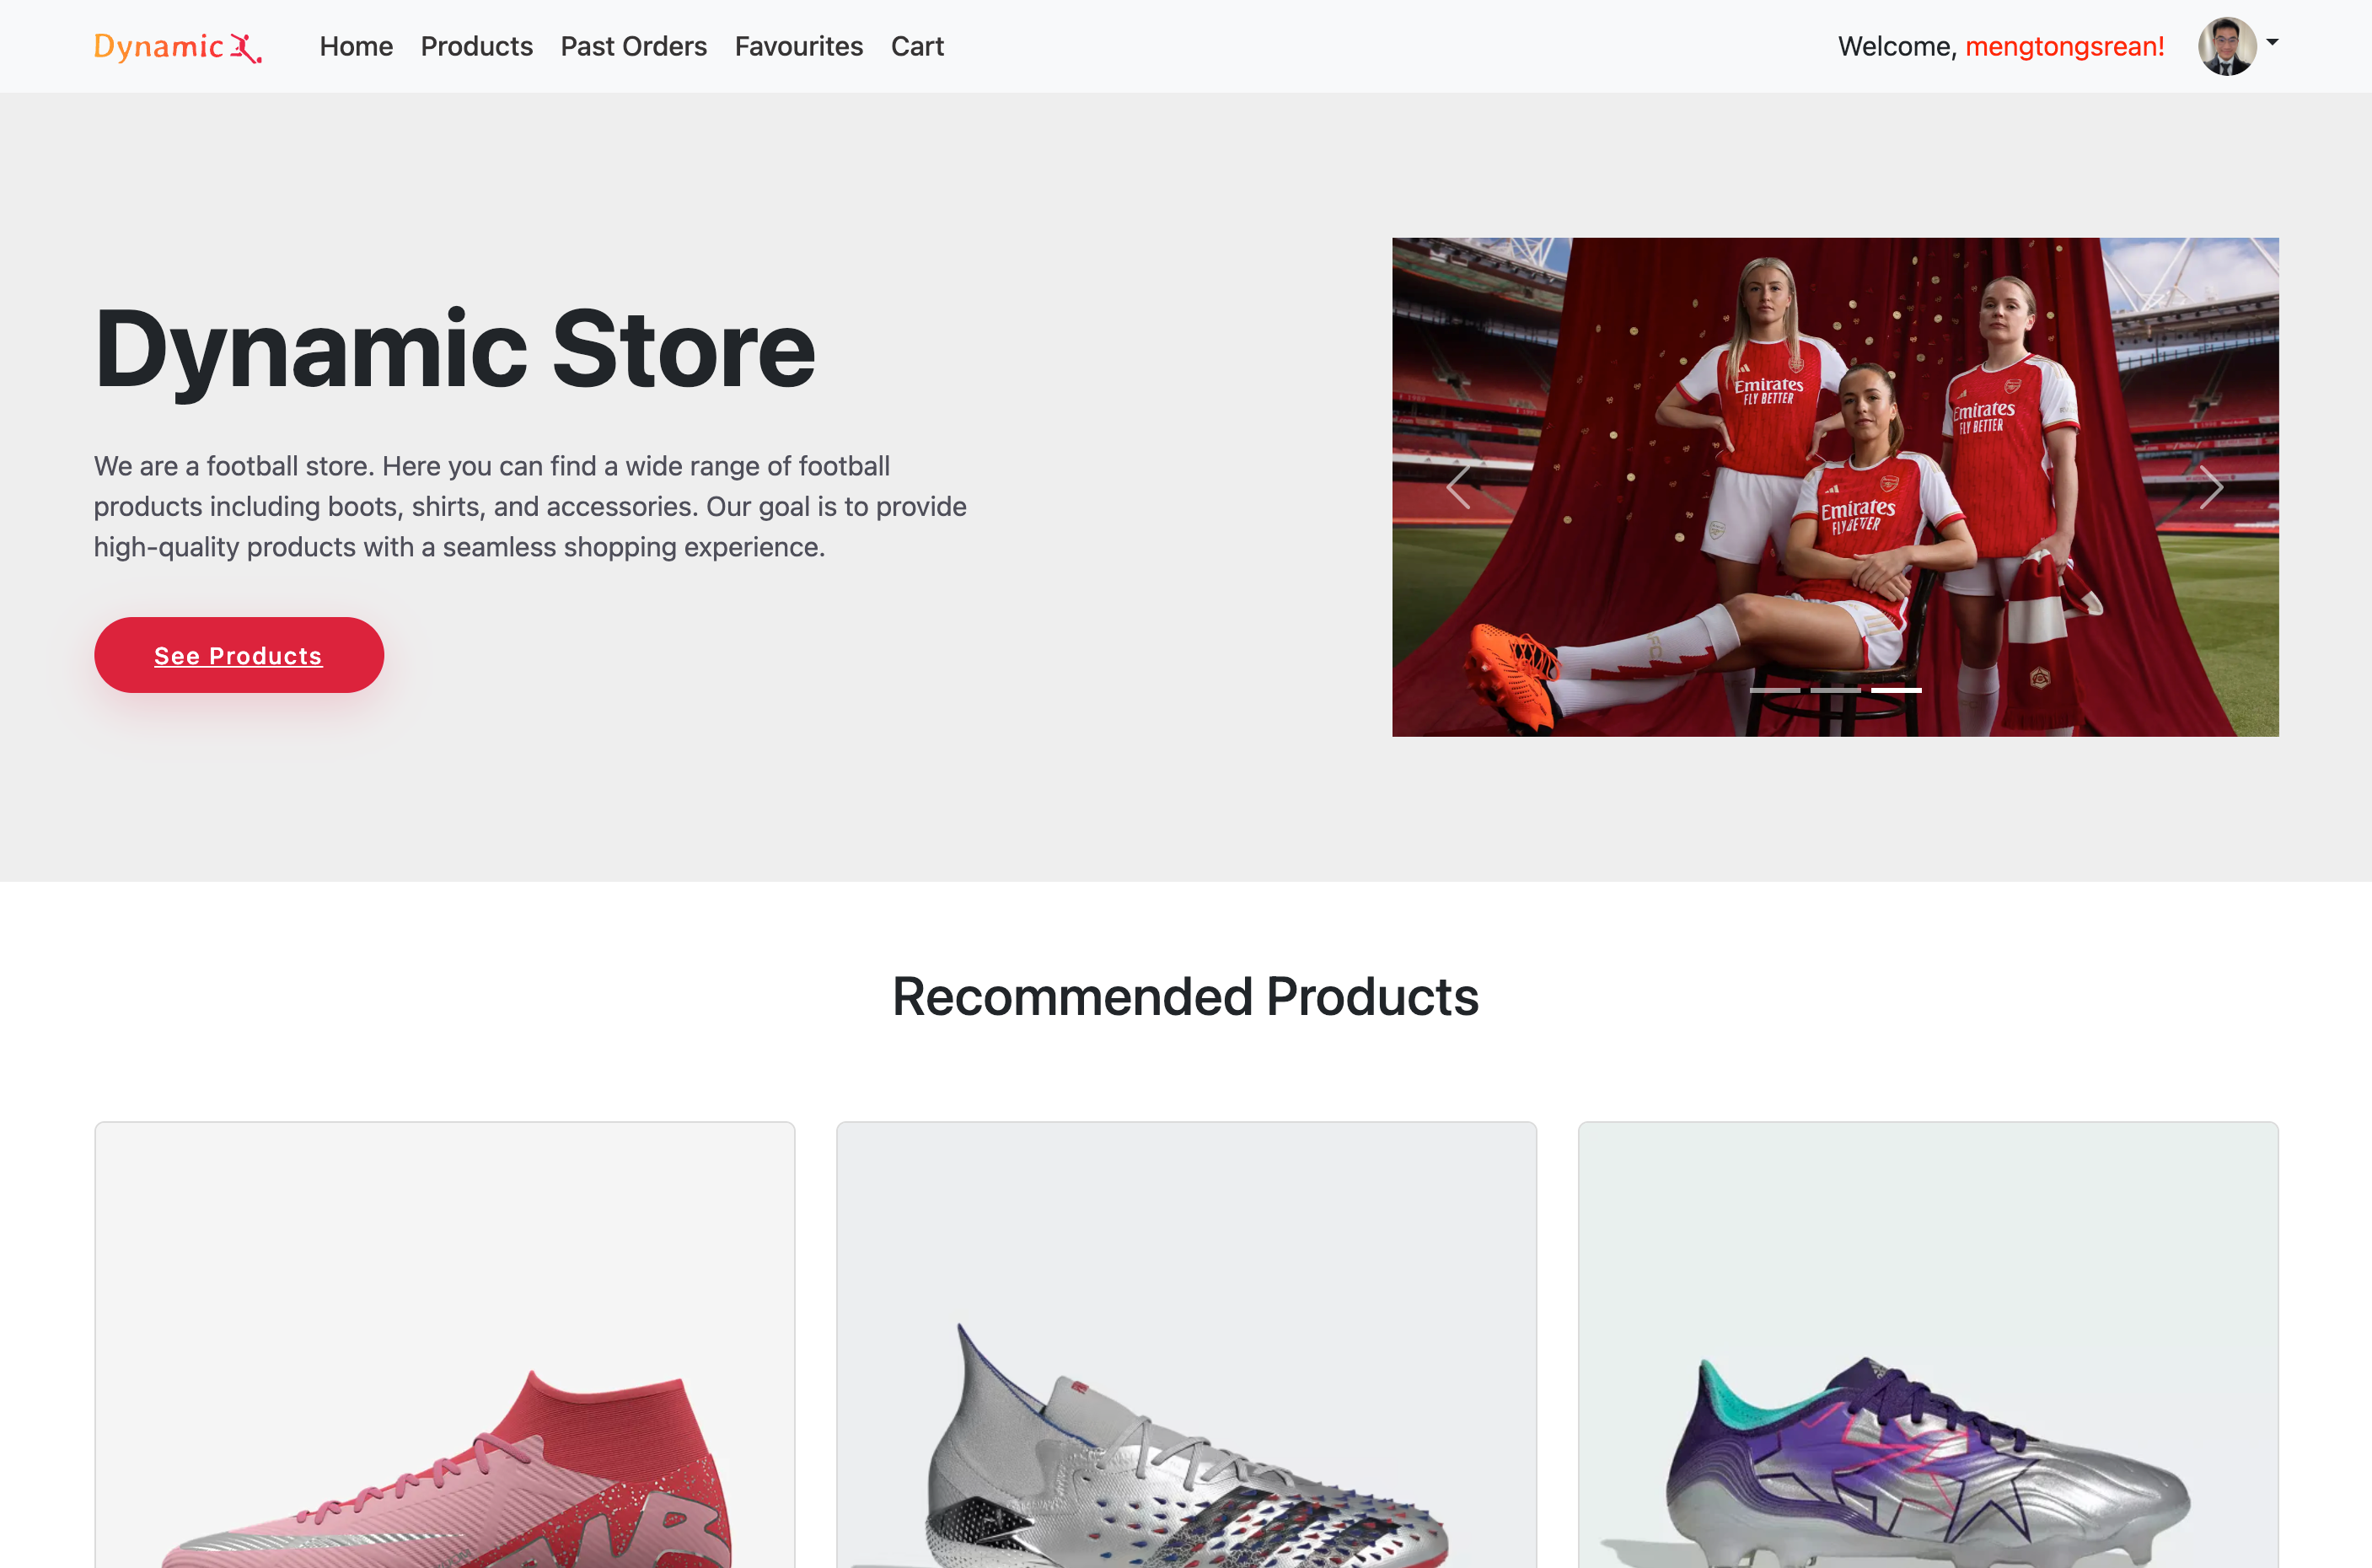 Dynamic
Home Products Past Orders Favourites Cart
Welcome, mengtongsrean!
Dynamic Store
We are a football store. Here you can find a wide range of football
products including boots, shirts, and accessories. Our goal is to provide
high-quality products with a seamless shopping experience.
See Products
Emirates
FLY BETTER
Emirates
FLY BETTER
Emirates
FLY BETTER
AFC
Recommended Products